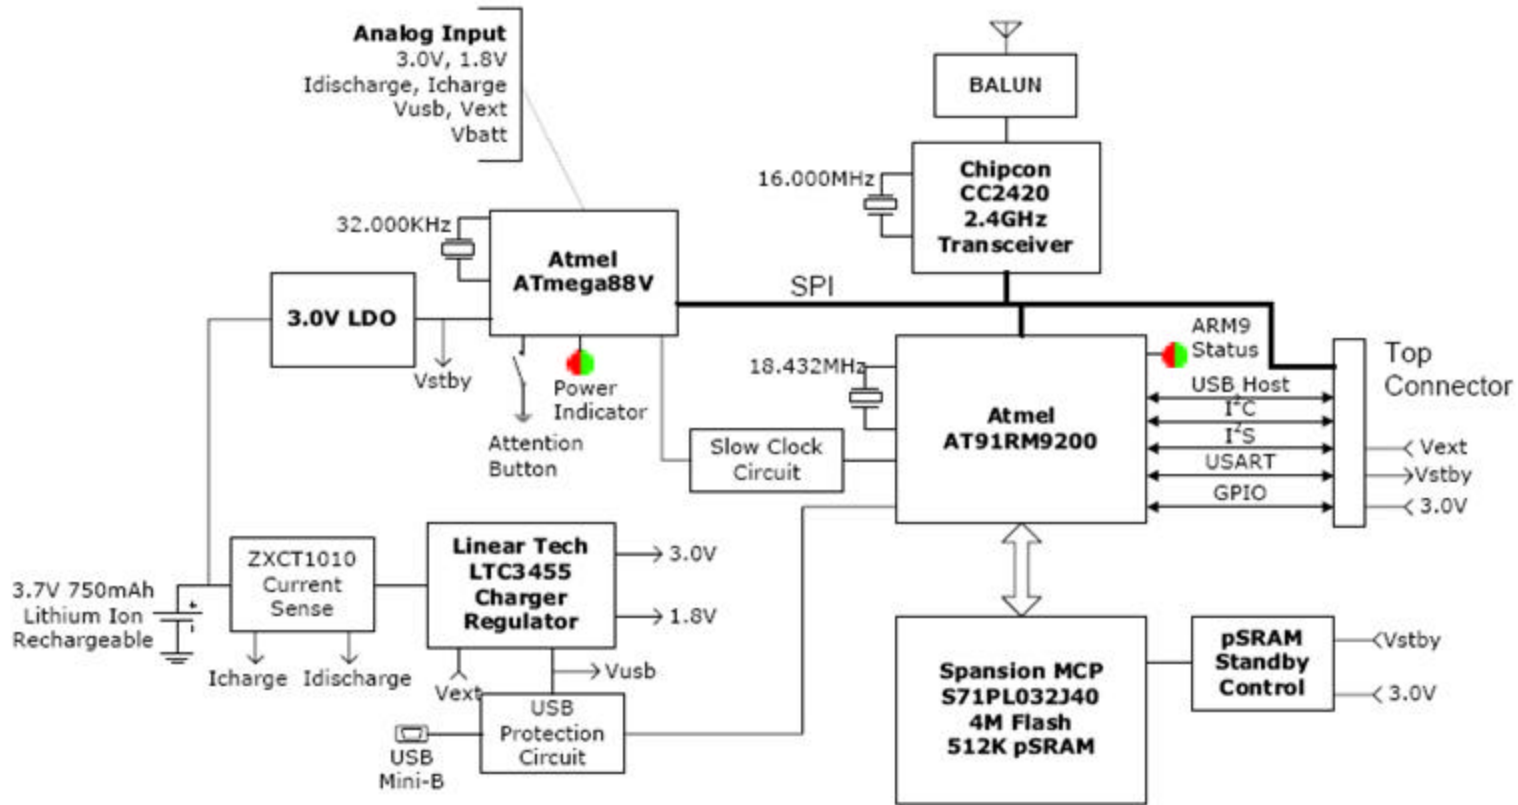 Analog Input
3.0V, 1.8V
Idischarge, Icharge
Vusb, Vext
Vbatt
BALUN
16.000MHz
Chipcon
CC2420
2.4GHz
Transceiver
32.000KHz
Atmel
ATmega88V
SPI
3.0V LDO
Vstby
Power
Indicator
Attention
Button
18.432MHz
ARM9
Status
Top
Connector
Atmel
AT91RM9200
USB Host
I²C
I²S
USART
GPIO
Vext
Vstby
3.0V
Slow Clock
Circuit
3.7V 750mAh
Lithium Ion
Rechargeable
+
ZXCT1010
Current
Sense
Icharge
Idischarge
Linear Tech
LTC3455
Charger
Regulator
3.0V
1.8V
Vext
Vusb
USB
Protection
Circuit
USB
Mini-B
Spansion MCP
S71PL032J40
4M Flash
512K pSRAM
pSRAM
Standby
Control
Vstby
3.0V